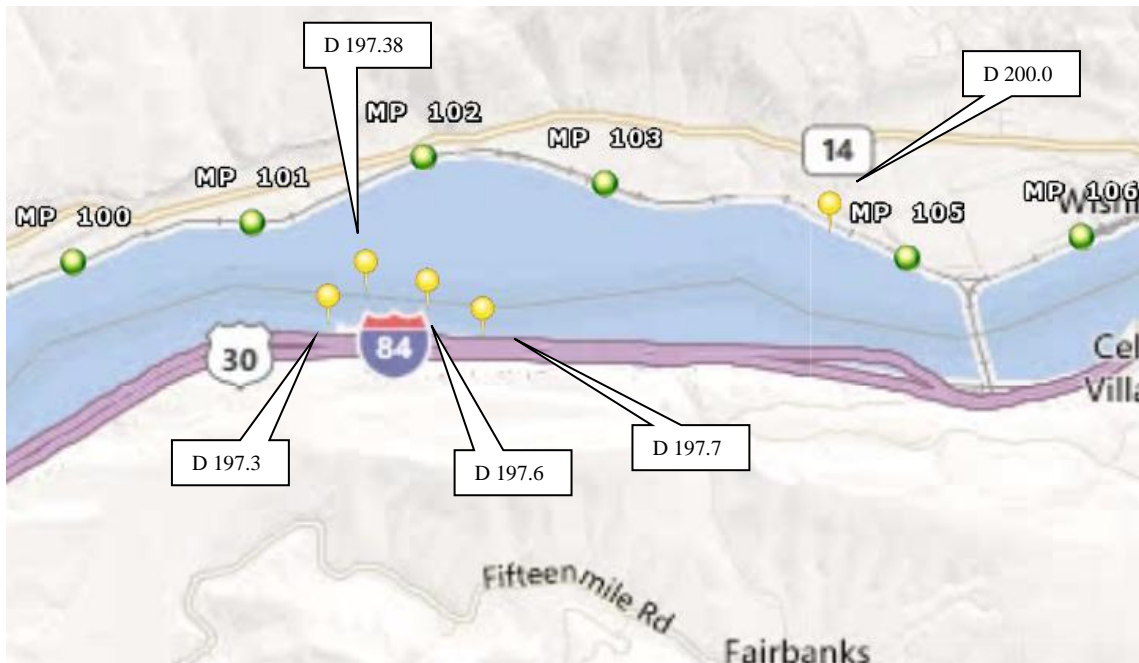 D 197.38
D 200.0
MP 102
MP 103
14
MP 101
MP 100
MP 105
MP 106
Wish
30
84
Cel
Villa
D 197.3
D 197.6
D 197.7
Fifteenmile Rd
Fairbanks